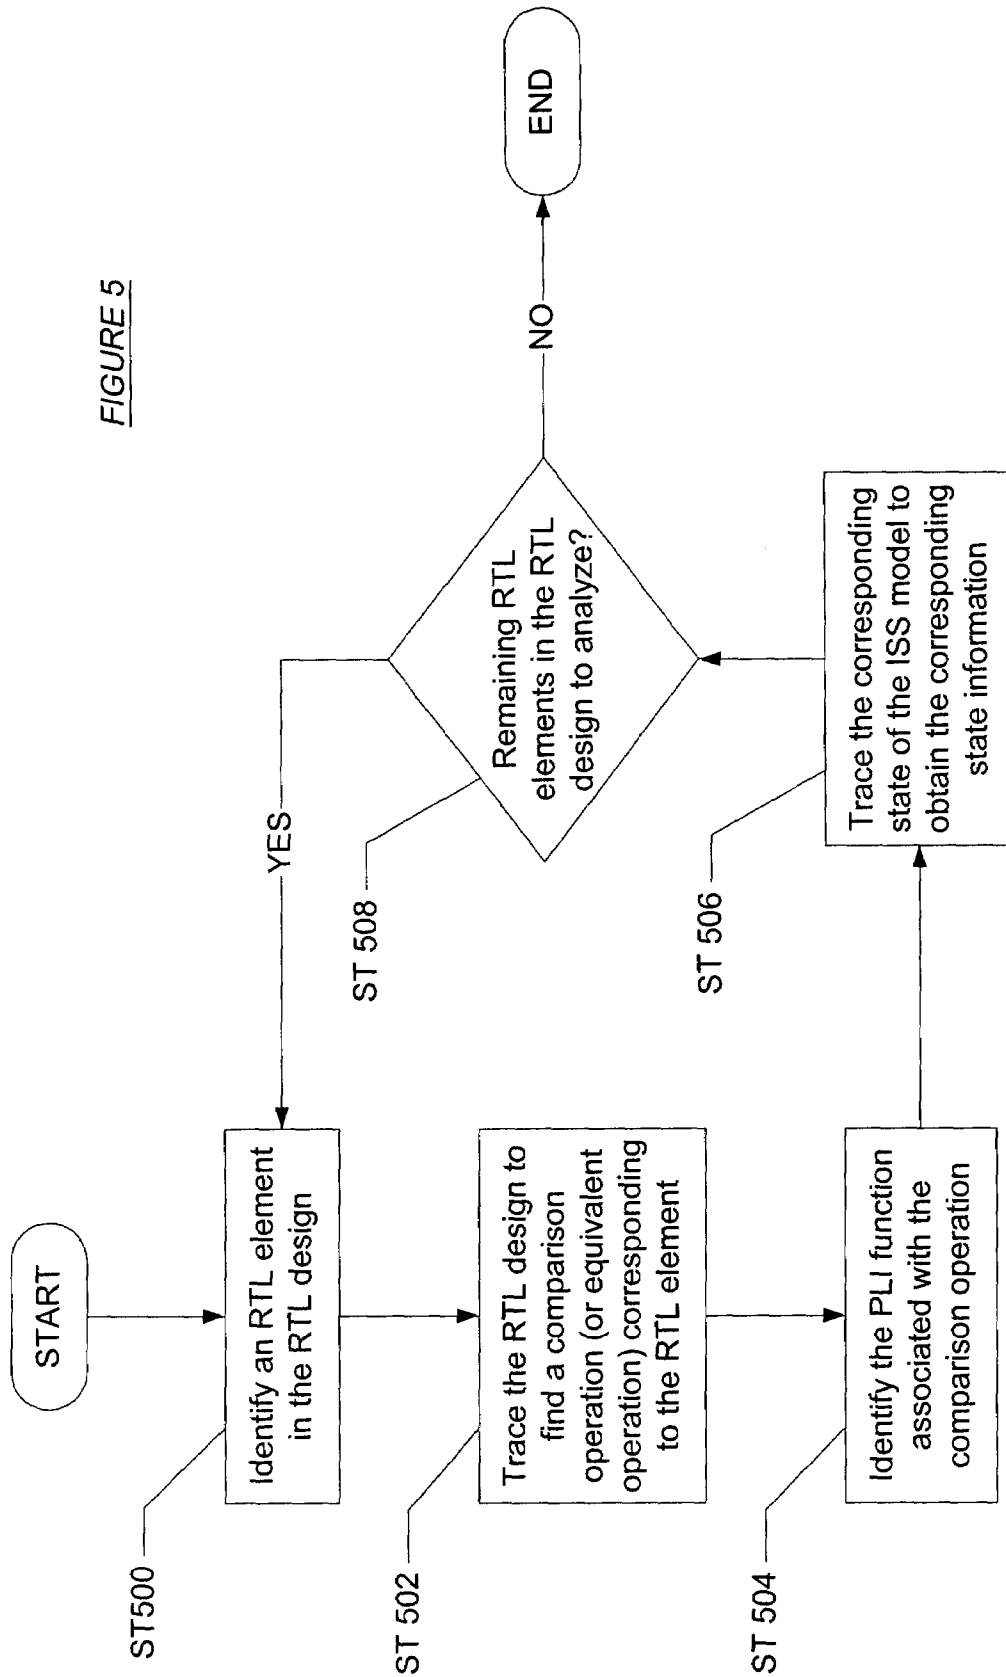 FIGURE 5
START
ST500
Identify an RTL element
in the RTL design
ST 502
Trace the RTL design to
find a comparison
operation (or equivalent
operation) corresponding
to the RTL element
ST 504
Identify the PLI function
associated with the
comparison operation
ST 506
Trace the corresponding
state of the ISS model to
obtain the corresponding
state information
ST 508
Remaining RTL
elements in the RTL
design to analyze?
YES
NO
END